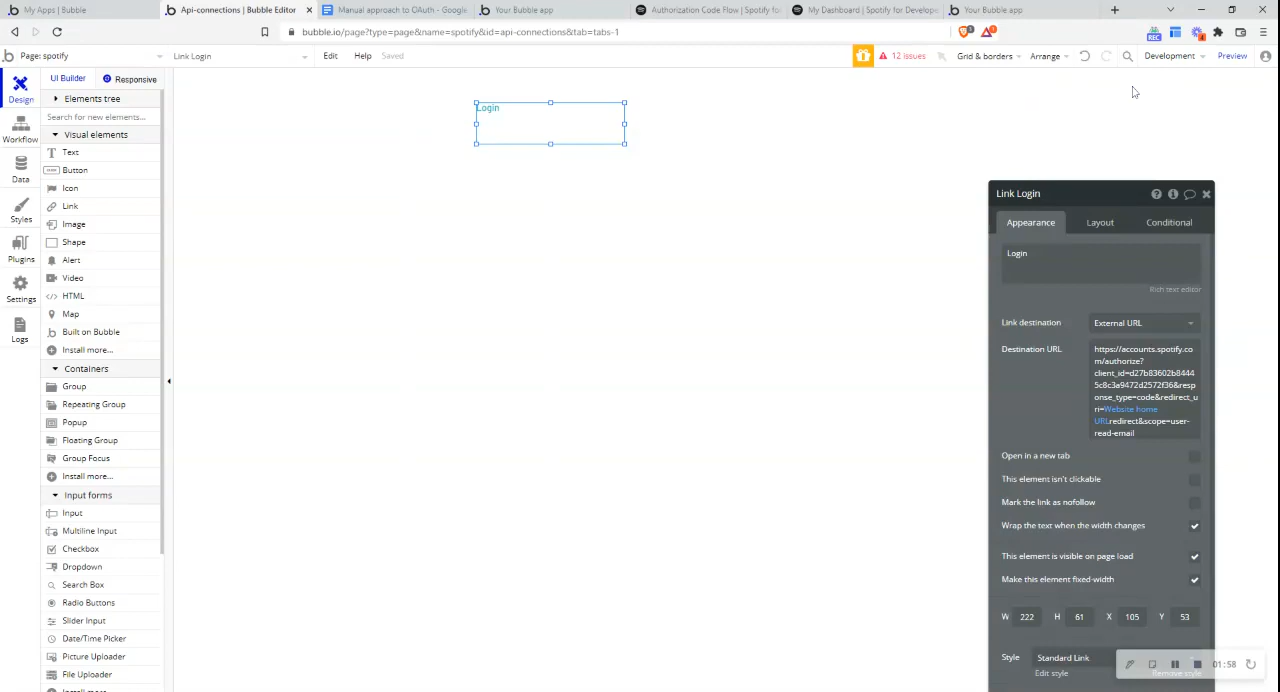 My Apps | Bubble
Api-connections | Bubble Editor
Manual approach to OAuth - Google
Your Bubble app
Authorization Code Flow | Spotify for
My Dashboard | Spotify for Develope
Your Bubble app
bubble.io/page?type=page&name=spotify&id=api-connections&tab=tabs-1
REC
Page: spotify
Link Login
Edit
Help
Saved
12 issues
Grid & borders
Arrange
Development
Preview
Design
Workflow
Data
Styles
Plugins
Settings
Logs
UI Builder
Responsive
Elements tree
Search for new elements...
Visual elements
Text
Button
Icon
Link
Image
Shape
Alert
Video
HTML
Map
Built on Bubble
Install more...
Containers
Group
Repeating Group
Popup
Floating Group
Group Focus
Install more...
Input forms
Input
Multiline Input
Checkbox
Dropdown
Search Box
Radio Buttons
Slider Input
Date/Time Picker
Picture Uploader
File Uploader
Login
Link Login
Appearance
Layout
Conditional
Login
Rich text editor
Link destination
External URL
Destination URL
https://accounts.spotify.co
m/authorize?
client_id=d27b83602b8444
5c8c3a9472d2572f36&resp
onse_type=code&redirect_u
ri=Website home
URLredirect&scope=user-
read-email
Open in a new tab
This element isn't clickable
Mark the link as nofollow
Wrap the text when the width changes
This element is visible on page load
Make this element fixed-width
W 222 H 61 X 105 Y 53
Style
Standard Link
Edit style
Remove style
01:58